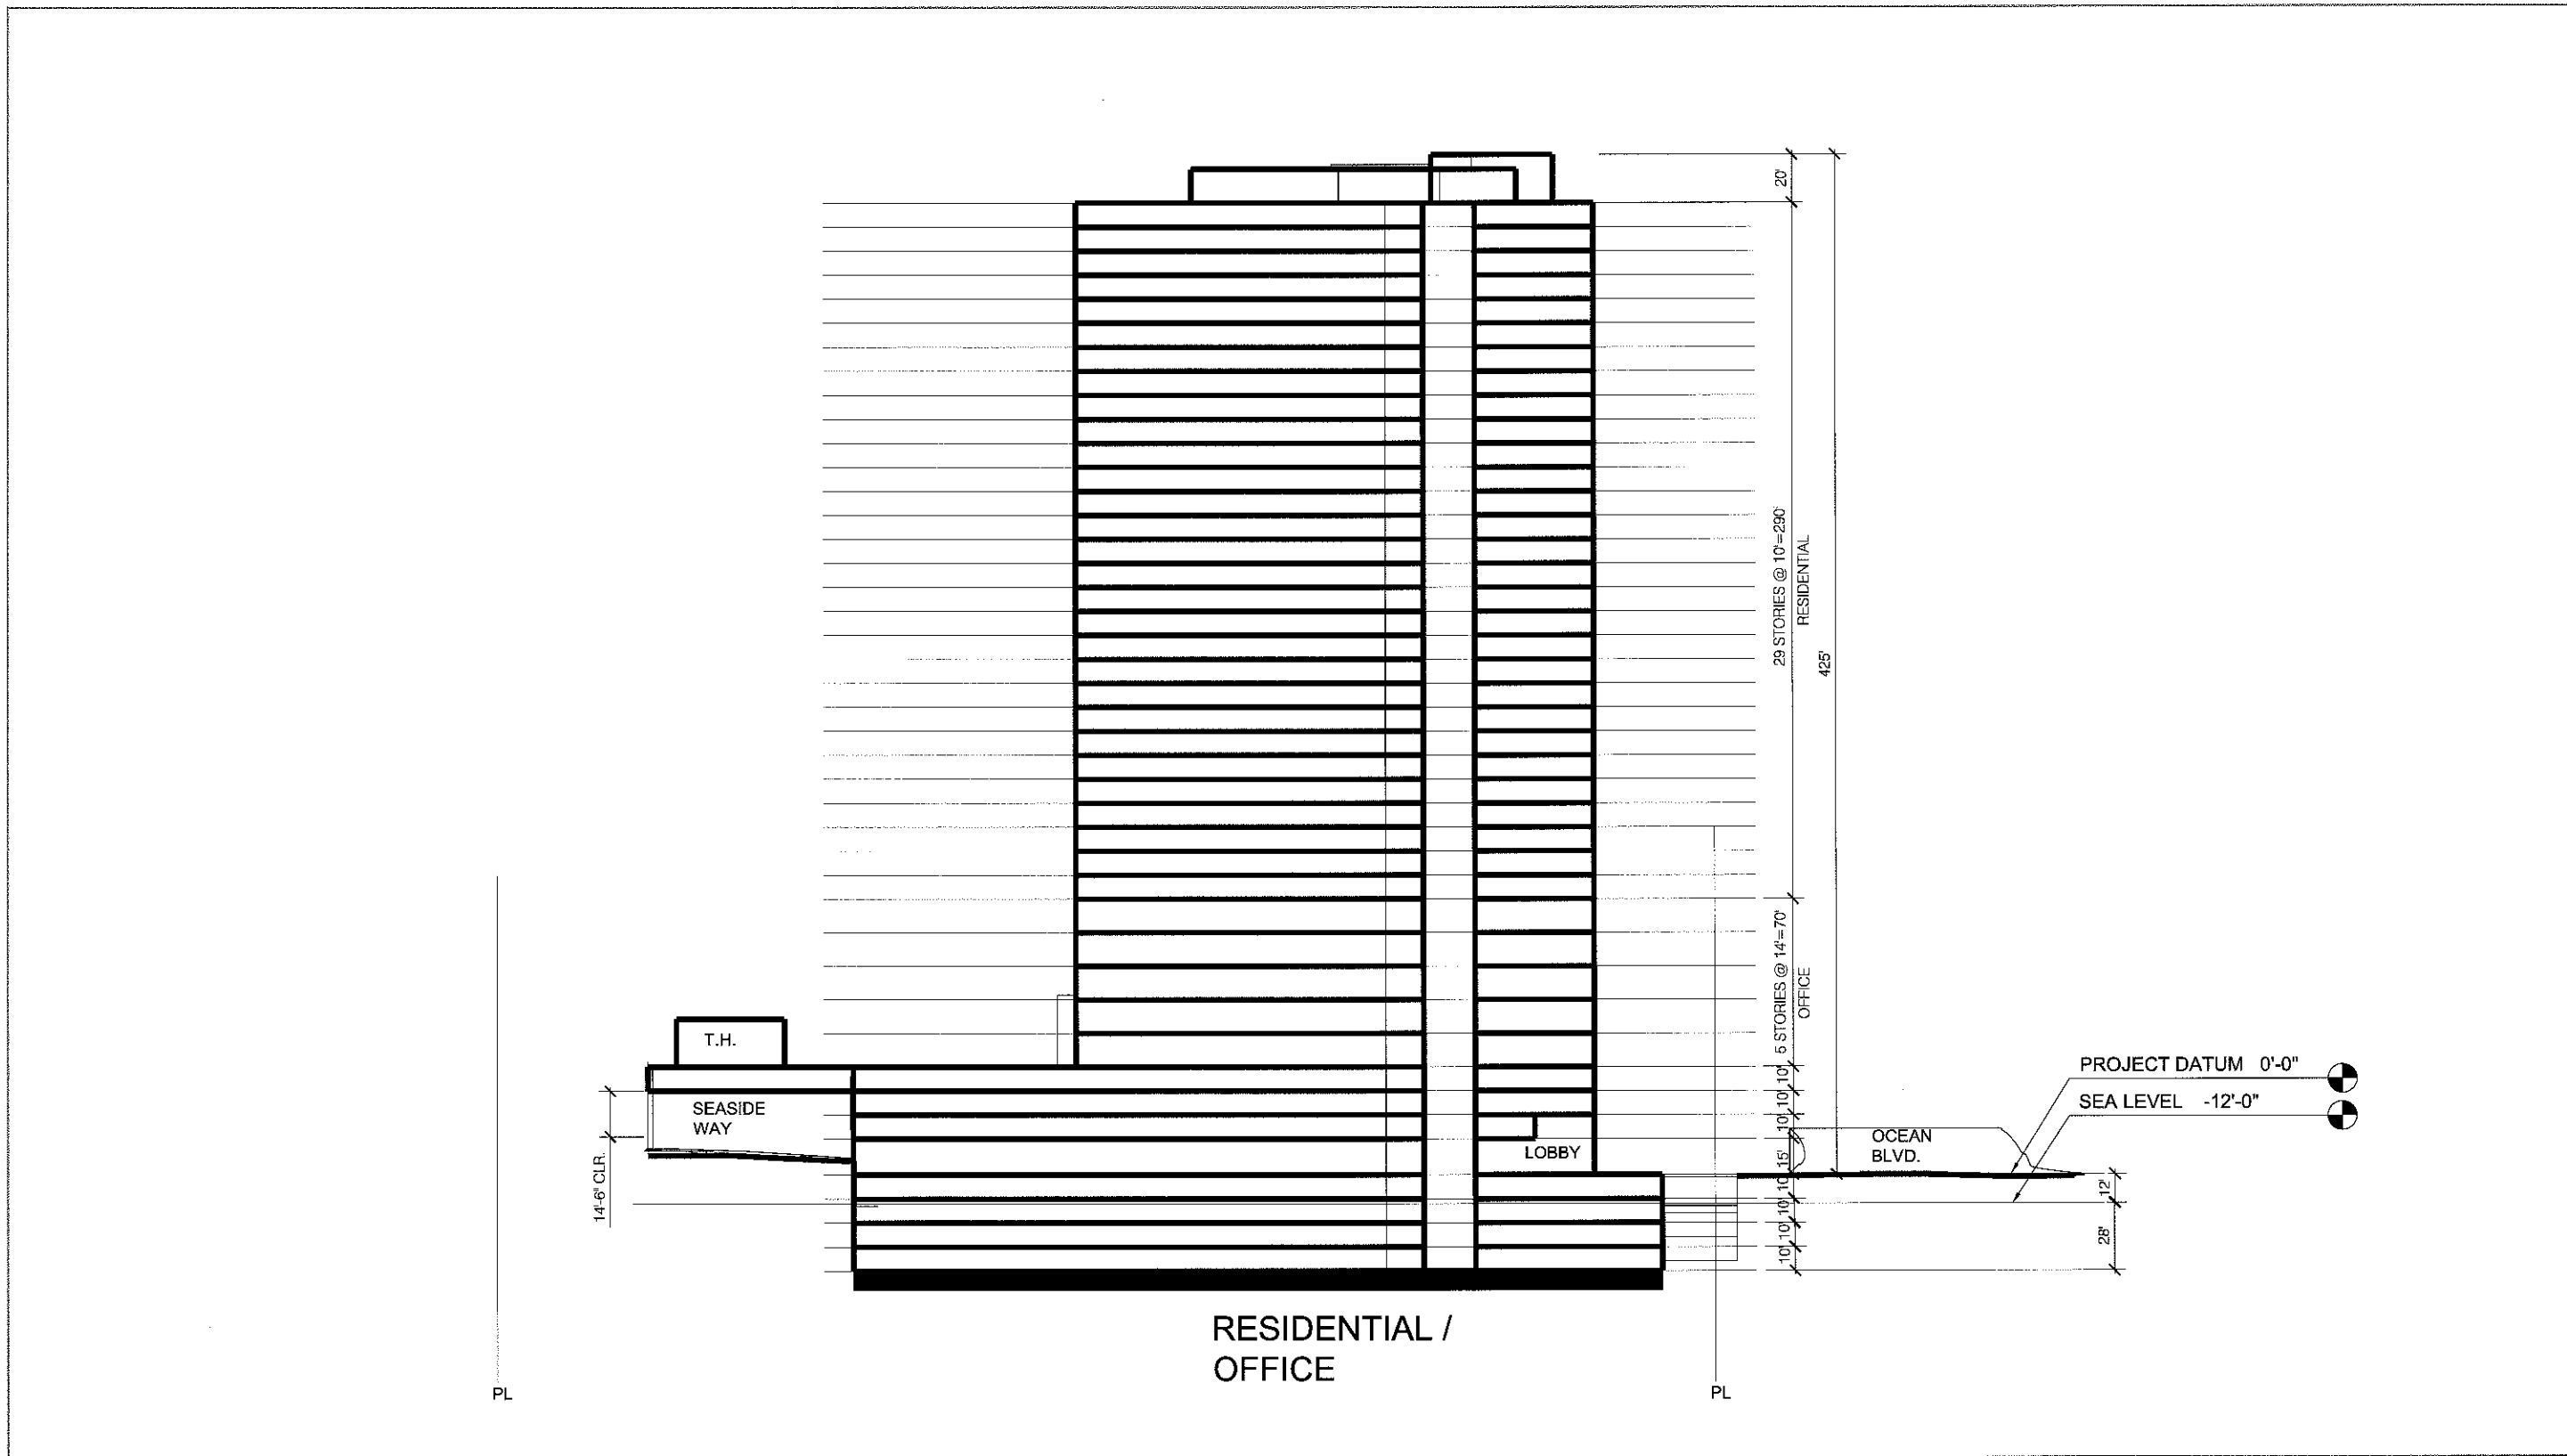 20'
29 STORIES @ 10'=290'
RESIDENTIAL
425'
5 STORIES @ 14'=70'
OFFICE
T.H.
SEASIDE
WAY
14'-6" CLR.
10'
10'
10'
10'
15'
10'
10'
10'
10'
LOBBY
OCEAN
BLVD.
PROJECT DATUM 0'-0"
SEA LEVEL -12'-0"
12'
28'
RESIDENTIAL /
OFFICE
PL
PL